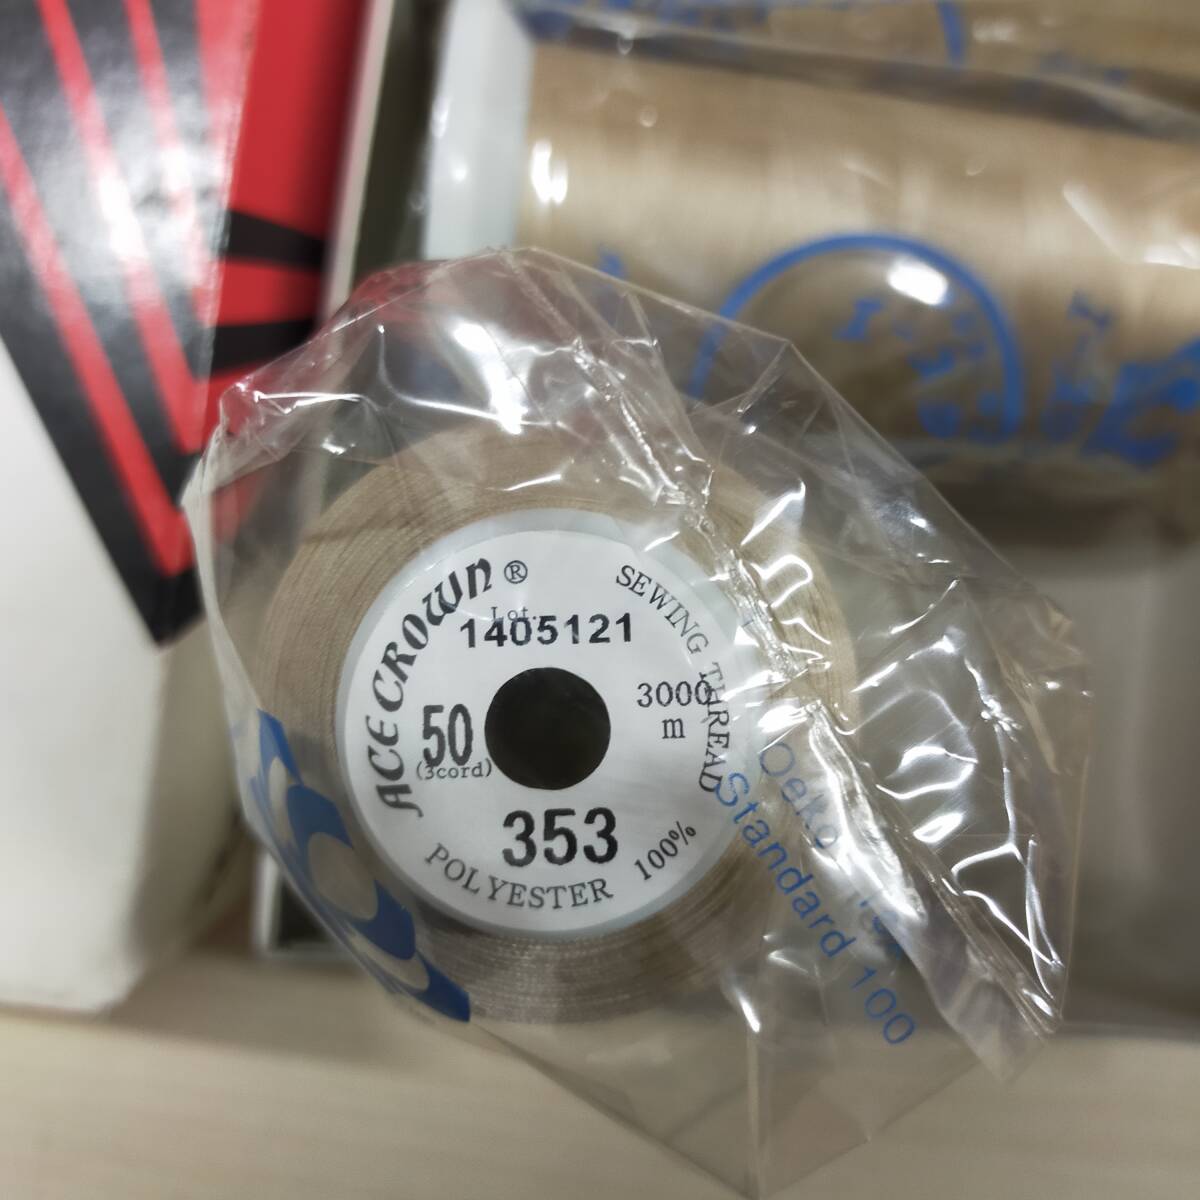 ACE CROWN ®
SEWING THREAD
Lot.
1405121
3000
m
50
(3cord)
353
POLYESTER 100%
Oeko
Standard 100